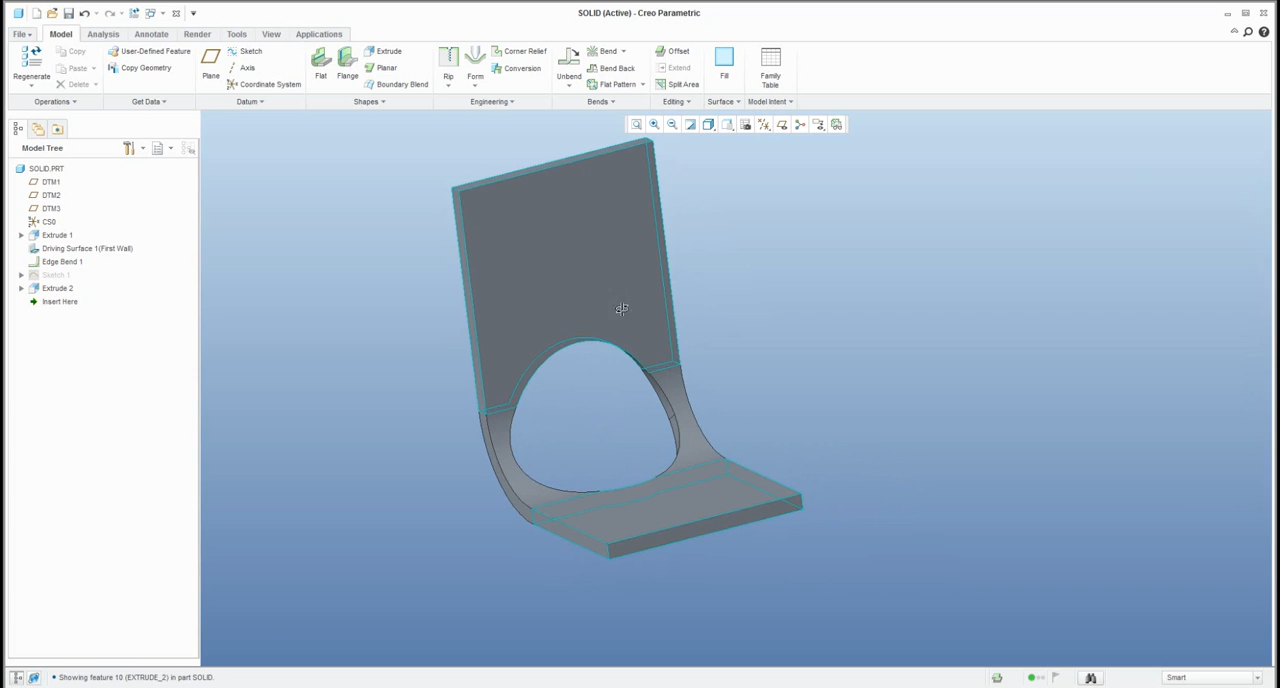 SOLID (Active) - Creo Parametric
File Model Analysis Annotate Render Tools View Applications
Regenerate
Copy
Paste
Delete
Operations
User-Defined Feature
Copy Geometry
Get Data
Plane
Sketch
Axis
Coordinate System
Datum
Flat
Flange
Extrude
Planar
Boundary Blend
Shapes
Rip
Form
Corner Relief
Conversion
Engineering
Unbend
Bend
Bend Back
Flat Pattern
Bends
Offset
Extend
Split Area
Editing
Fill
Surface
Family
Table
Model Intent
Model Tree
SOLID.PRT
DTM1
DTM2
DTM3
CS0
Extrude 1
Driving Surface 1(First Wall)
Edge Bend 1
Sketch 1
Extrude 2
Insert Here
• Showing feature 10 (EXTRUDE_2) in part SOLID.
Smart